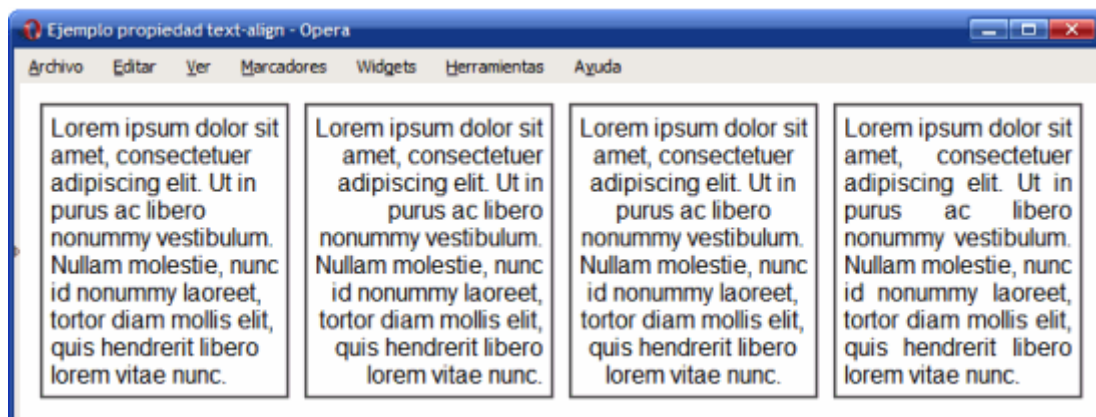 Ejemplo propiedad text-align - Opera
Archivo Editar Ver Marcadores Widgets Herramientas Ayuda
Lorem ipsum dolor sit
amet, consectetuer
adipiscing elit. Ut in
purus ac libero
nonummy vestibulum.
Nullam molestie, nunc
id nonummy laoreet,
tortor diam mollis elit,
quis hendrerit libero
lorem vitae nunc.
Lorem ipsum dolor sit
amet, consectetuer
adipiscing elit. Ut in
purus ac libero
nonummy vestibulum.
Nullam molestie, nunc
id nonummy laoreet,
tortor diam mollis elit,
quis hendrerit libero
lorem vitae nunc.
Lorem ipsum dolor sit
amet, consectetuer
adipiscing elit. Ut in
purus ac libero
nonummy vestibulum.
Nullam molestie, nunc
id nonummy laoreet,
tortor diam mollis elit,
quis hendrerit libero
lorem vitae nunc.
Lorem ipsum dolor sit
amet, consectetuer
adipiscing elit. Ut in
purus ac libero
nonummy vestibulum.
Nullam molestie, nunc
id nonummy laoreet,
tortor diam mollis elit,
quis hendrerit libero
lorem vitae nunc.